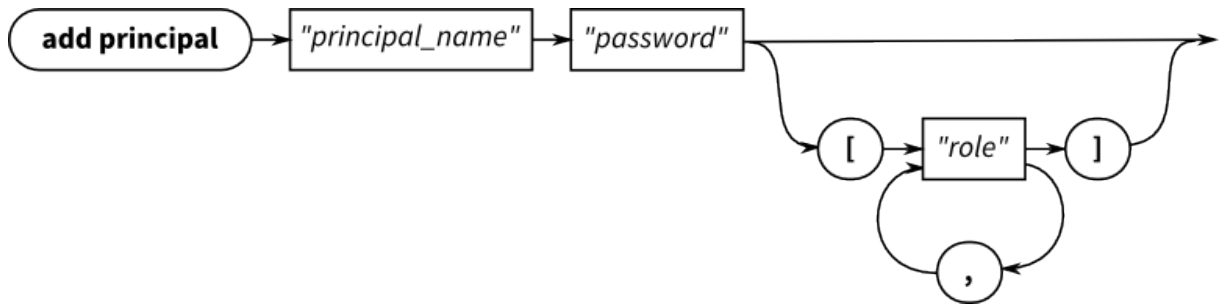 add principal "principal_name" "password"
[ "role" ]
,